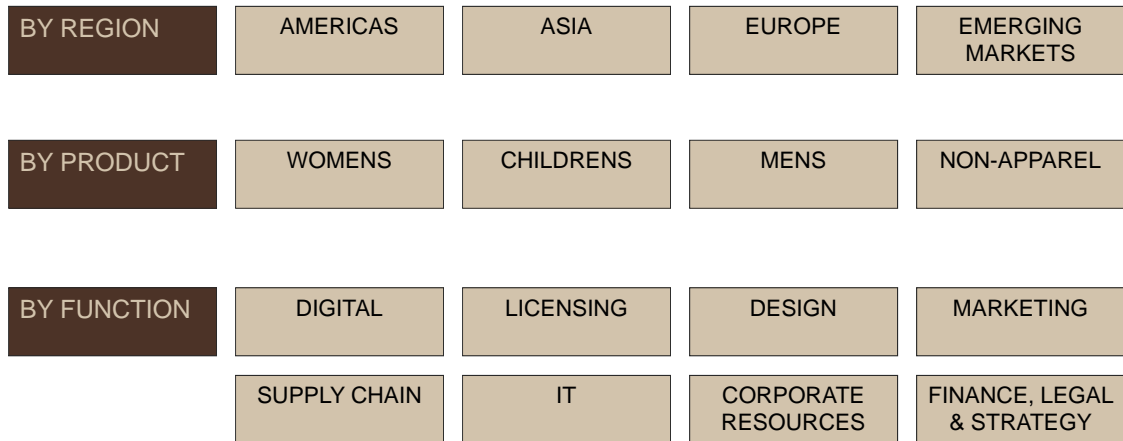 BY REGION
AMERICAS
ASIA
EUROPE
EMERGING
MARKETS
BY PRODUCT
WOMENS
CHILDRENS
MENS
NON-APPAREL
BY FUNCTION
DIGITAL
LICENSING
DESIGN
MARKETING
SUPPLY CHAIN
IT
CORPORATE
RESOURCES
FINANCE, LEGAL
& STRATEGY